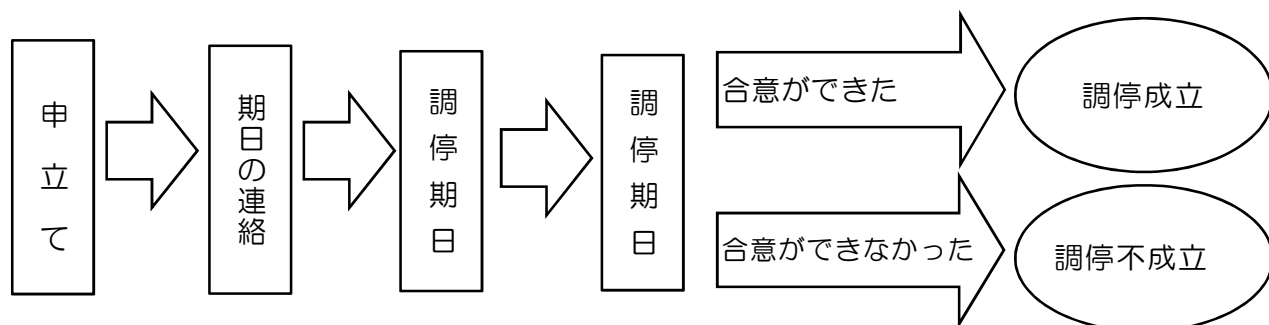 申立て
期日の連絡
調停期日
調停期日
合意ができた
調停成立
合意ができなかった
調停不成立